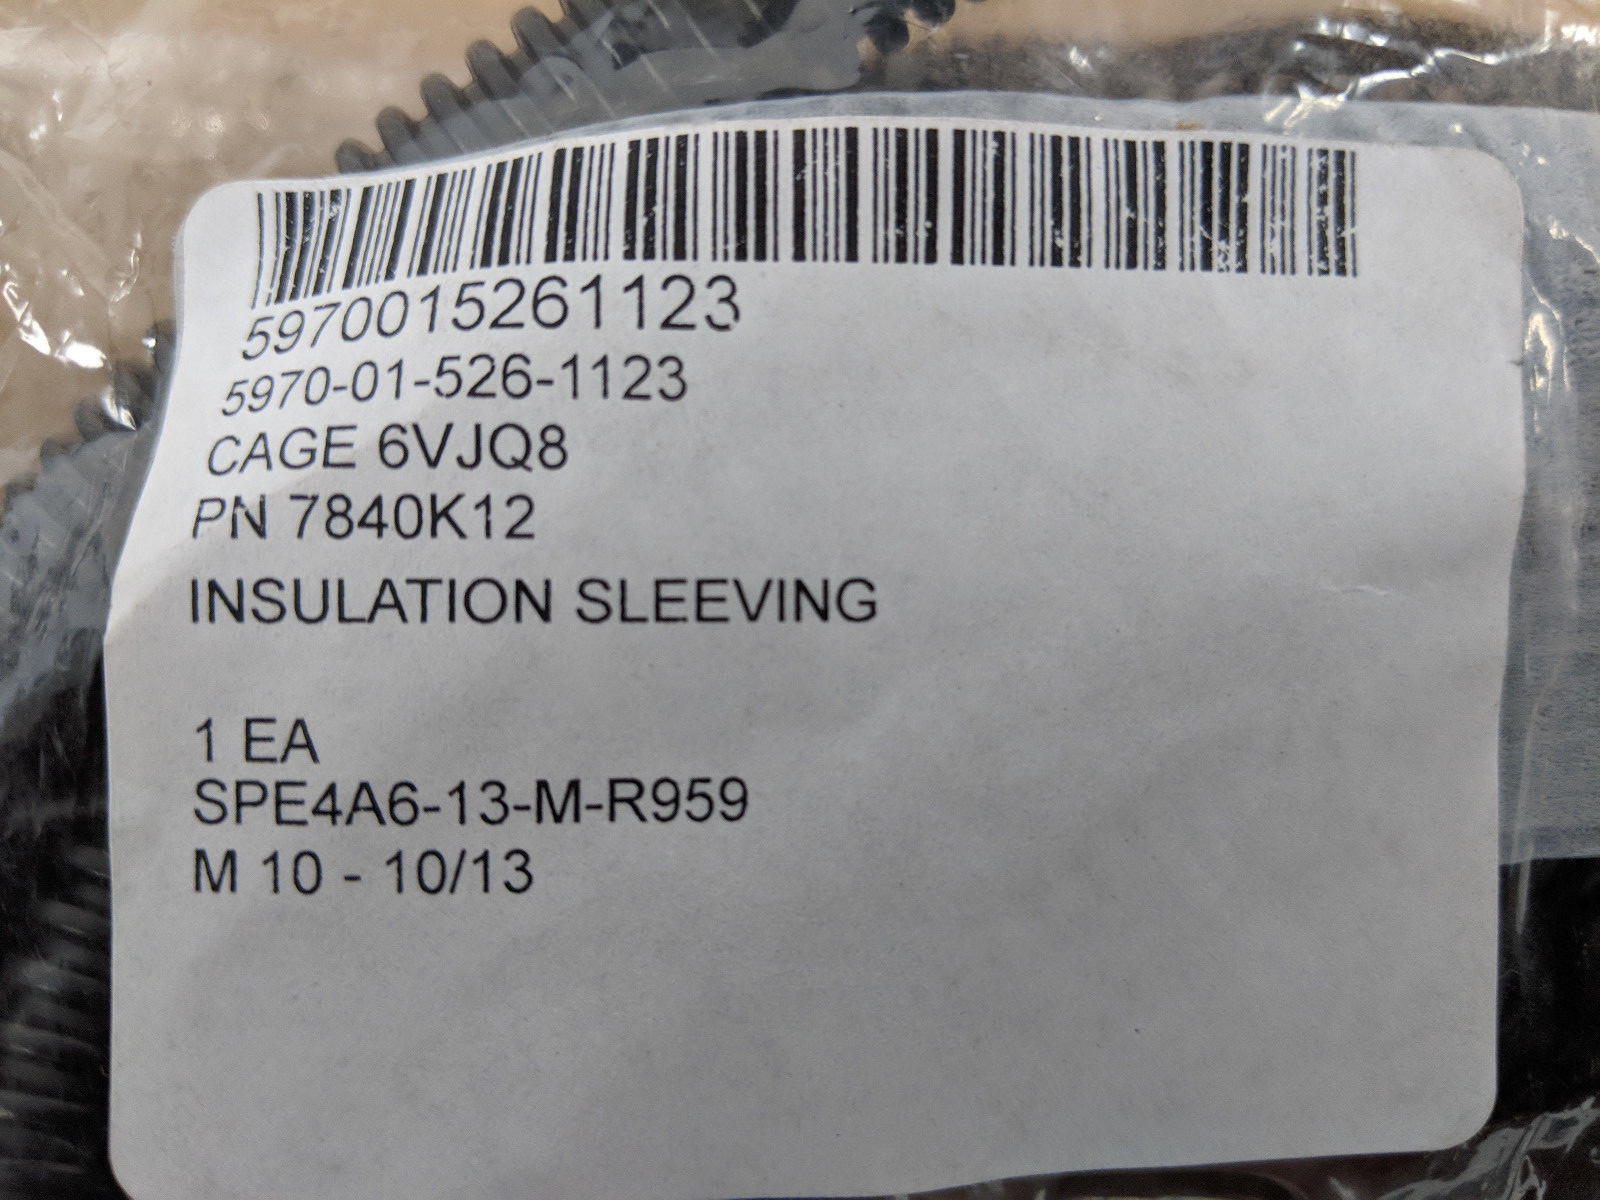 5970015261123
5970-01-526-1123
CAGE 6VJQ8
PN 7840K12
INSULATION SLEEVING
1 EA
SPE4A6-13-M-R959
M 10 - 10/13